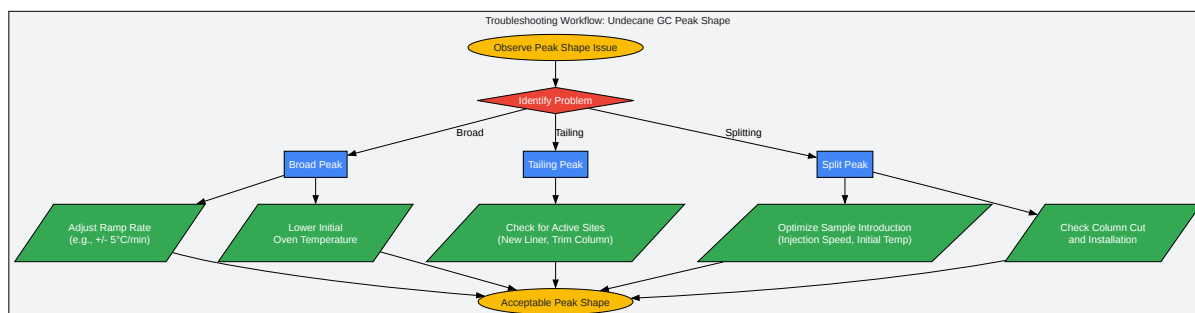 Troubleshooting Workflow: Undecane GC Peak Shape
Observe Peak Shape Issue
Identify Problem
Broad
Tailing
Splitting
Broad Peak
Tailing Peak
Split Peak
Adjust Ramp Rate
(e.g., +/- 5°C/min)
Lower Initial
Oven Temperature
Check for Active Sites
(New Liner, Trim Column)
Optimize Sample Introduction
(Injection Speed, Initial Temp)
Check Column Cut
and Installation
Acceptable Peak Shape